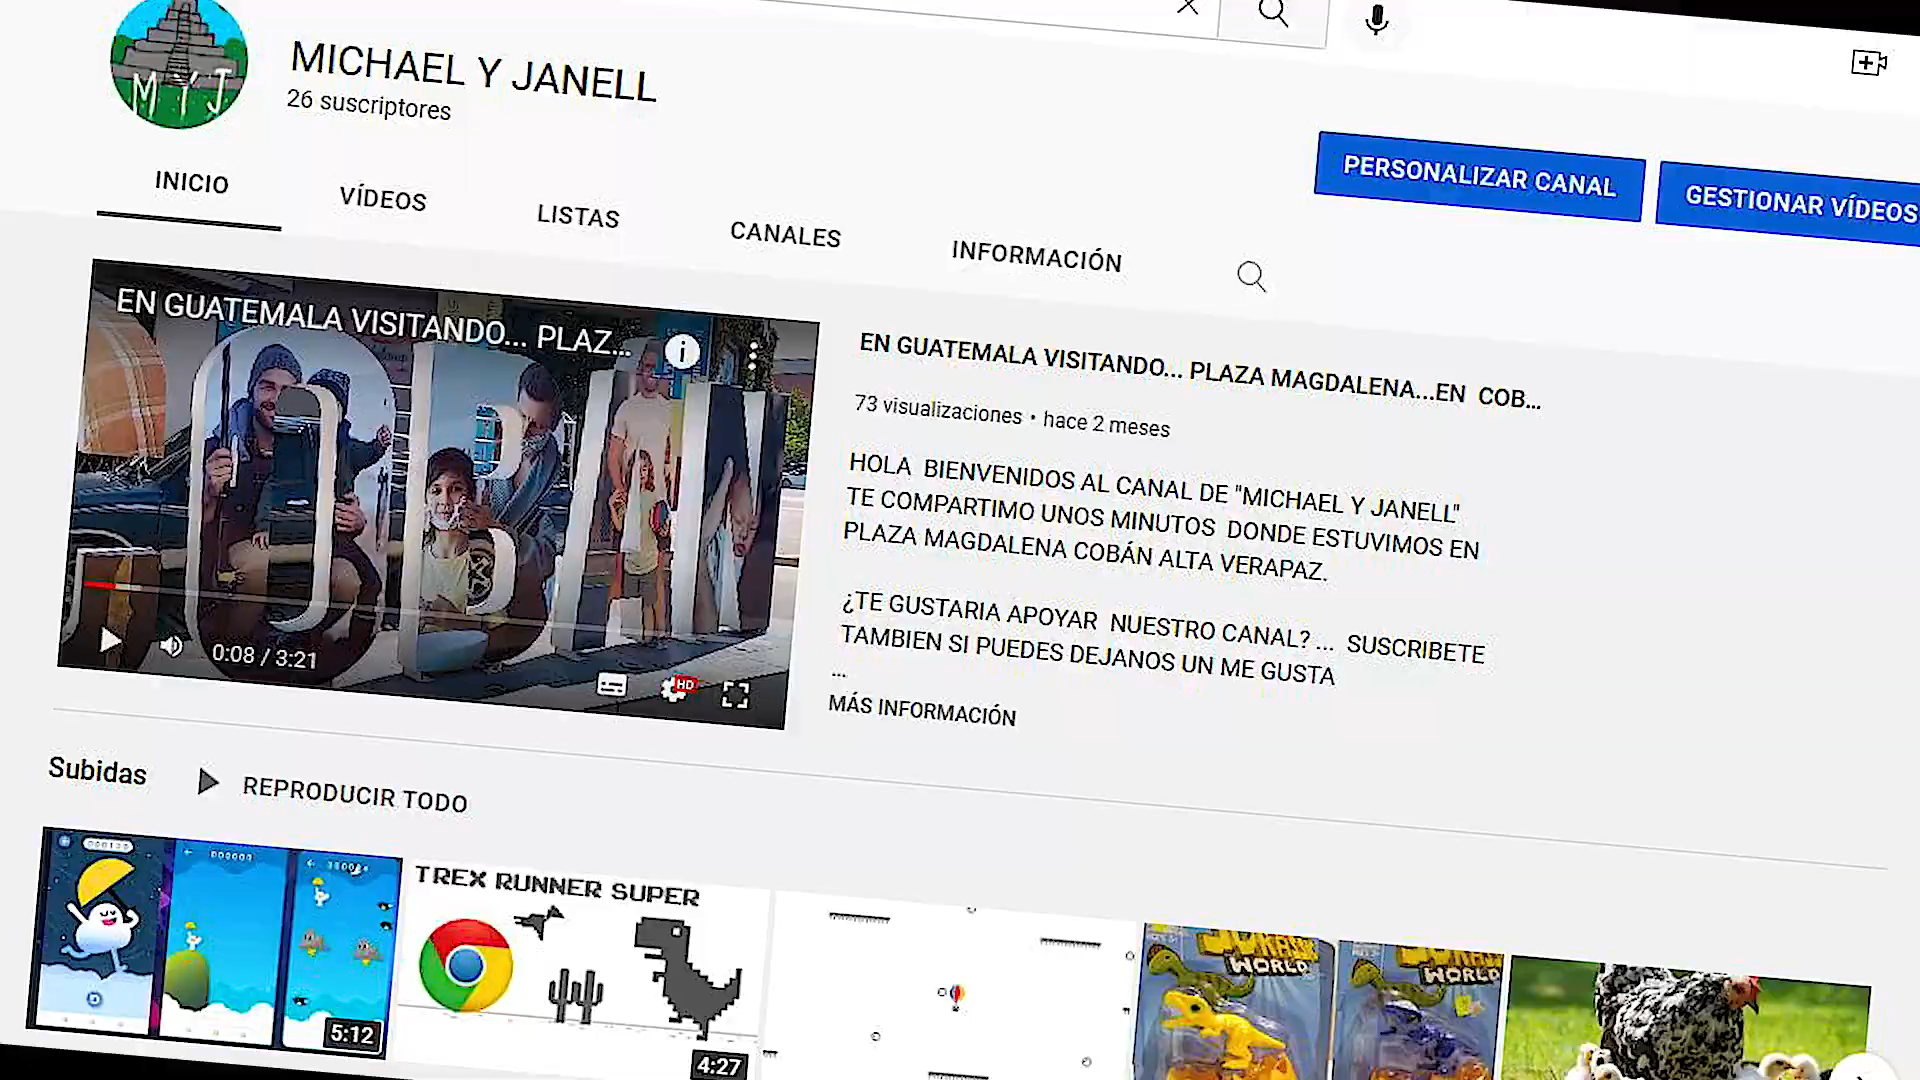 MYJ
MICHAEL Y JANELL
26 suscriptores
PERSONALIZAR CANAL
GESTIONAR VÍDEOS
INICIO
VÍDEOS
LISTAS
CANALES
INFORMACIÓN
EN GUATEMALA VISITANDO... PLAZ...
OBAN
0:08 / 3:21
HD
EN GUATEMALA VISITANDO... PLAZA MAGDALENA...EN COB...
73 visualizaciones • hace 2 meses
HOLA BIENVENIDOS AL CANAL DE "MICHAEL Y JANELL"
TE COMPARTIMO UNOS MINUTOS DONDE ESTUVIMOS EN
PLAZA MAGDALENA COBÁN ALTA VERAPAZ.
¿TE GUSTARIA APOYAR NUESTRO CANAL? ... SUSCRIBETE
TAMBIEN SI PUEDES DEJANOS UN ME GUSTA
...
MÁS INFORMACIÓN
Subidas
REPRODUCIR TODO
000000
5:12
TREX RUNNER SUPER
4:27
WORLD
WORLD